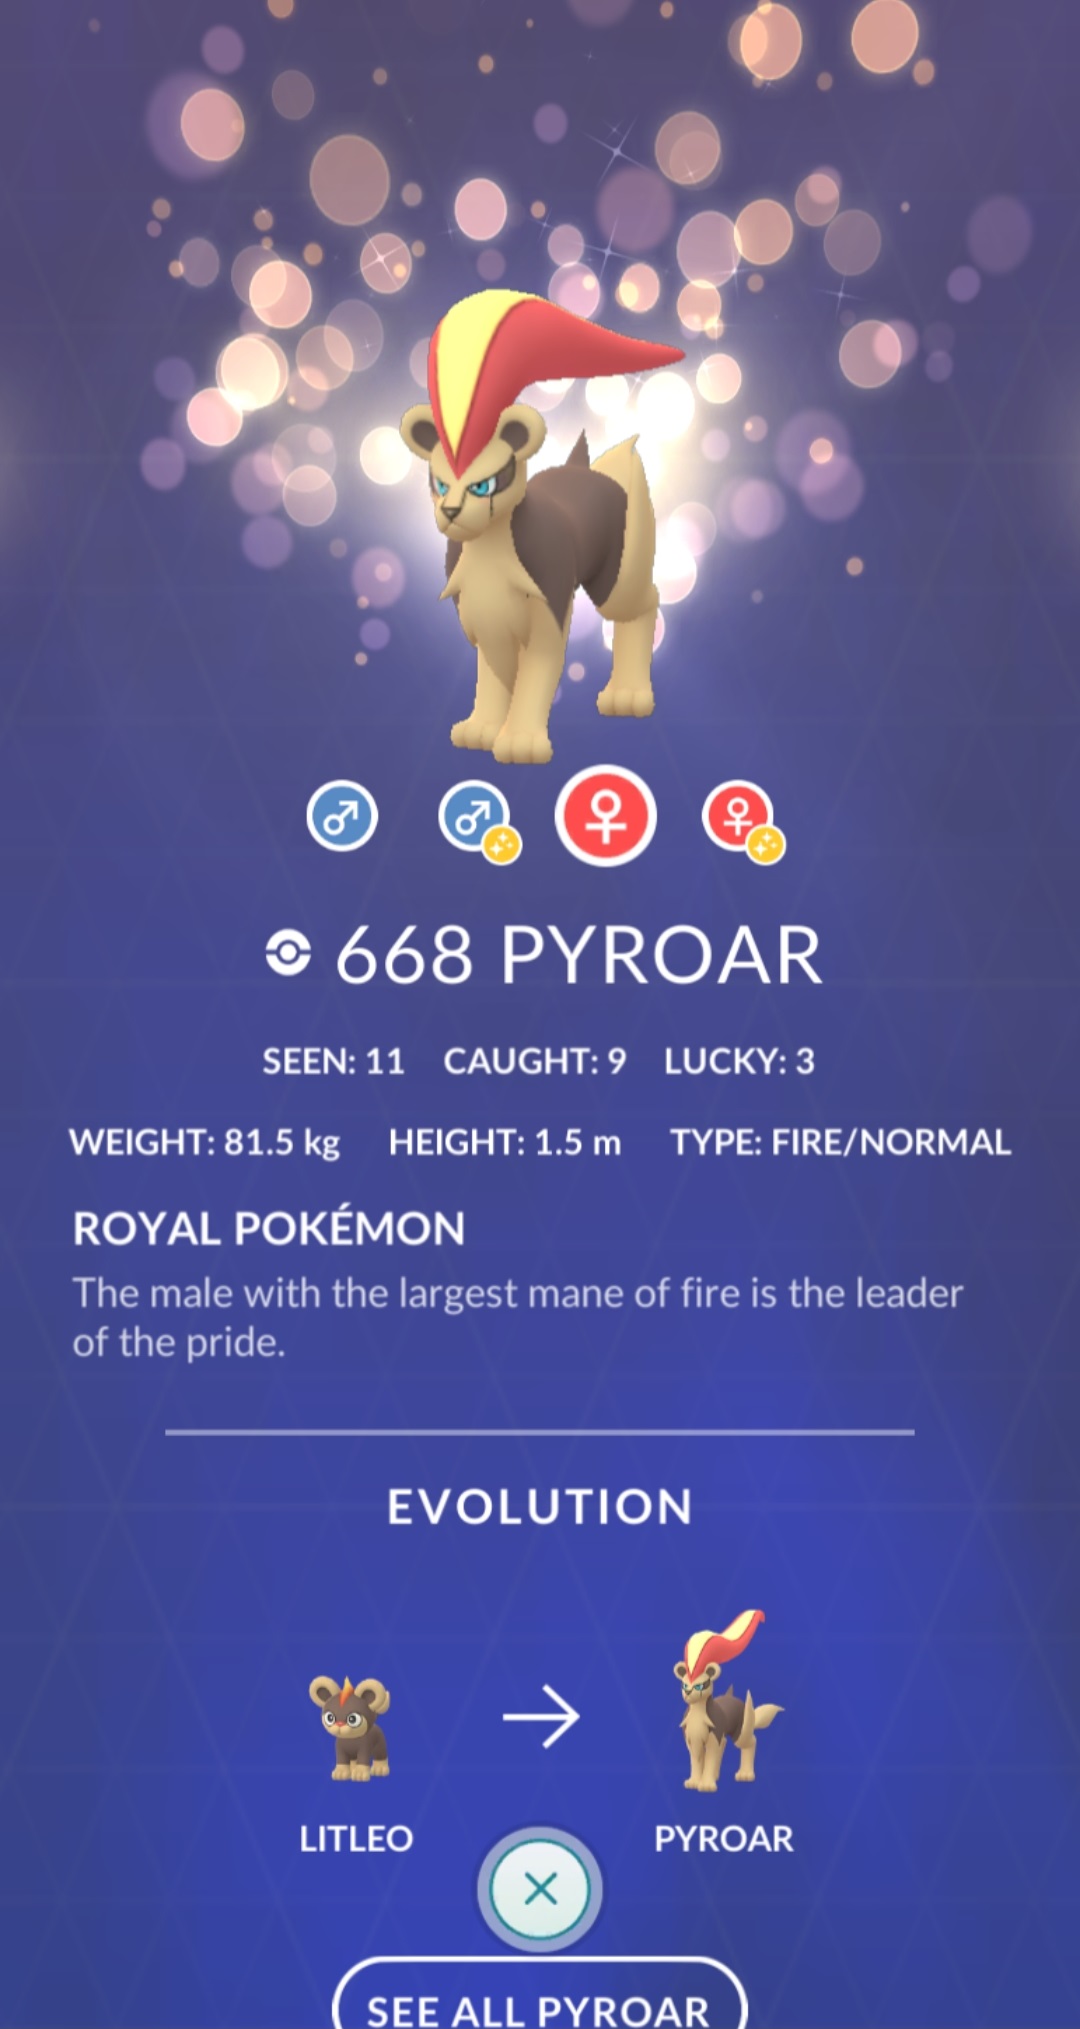 668 PYROAR
SEEN: 11 CAUGHT: 9 LUCKY: 3
WEIGHT: 81.5 kg HEIGHT: 1.5 m TYPE: FIRE/NORMAL
ROYAL POKÉMON
The male with the largest mane of fire is the leader
of the pride.
EVOLUTION
LITLEO PYROAR
SEE ALL PYROAR